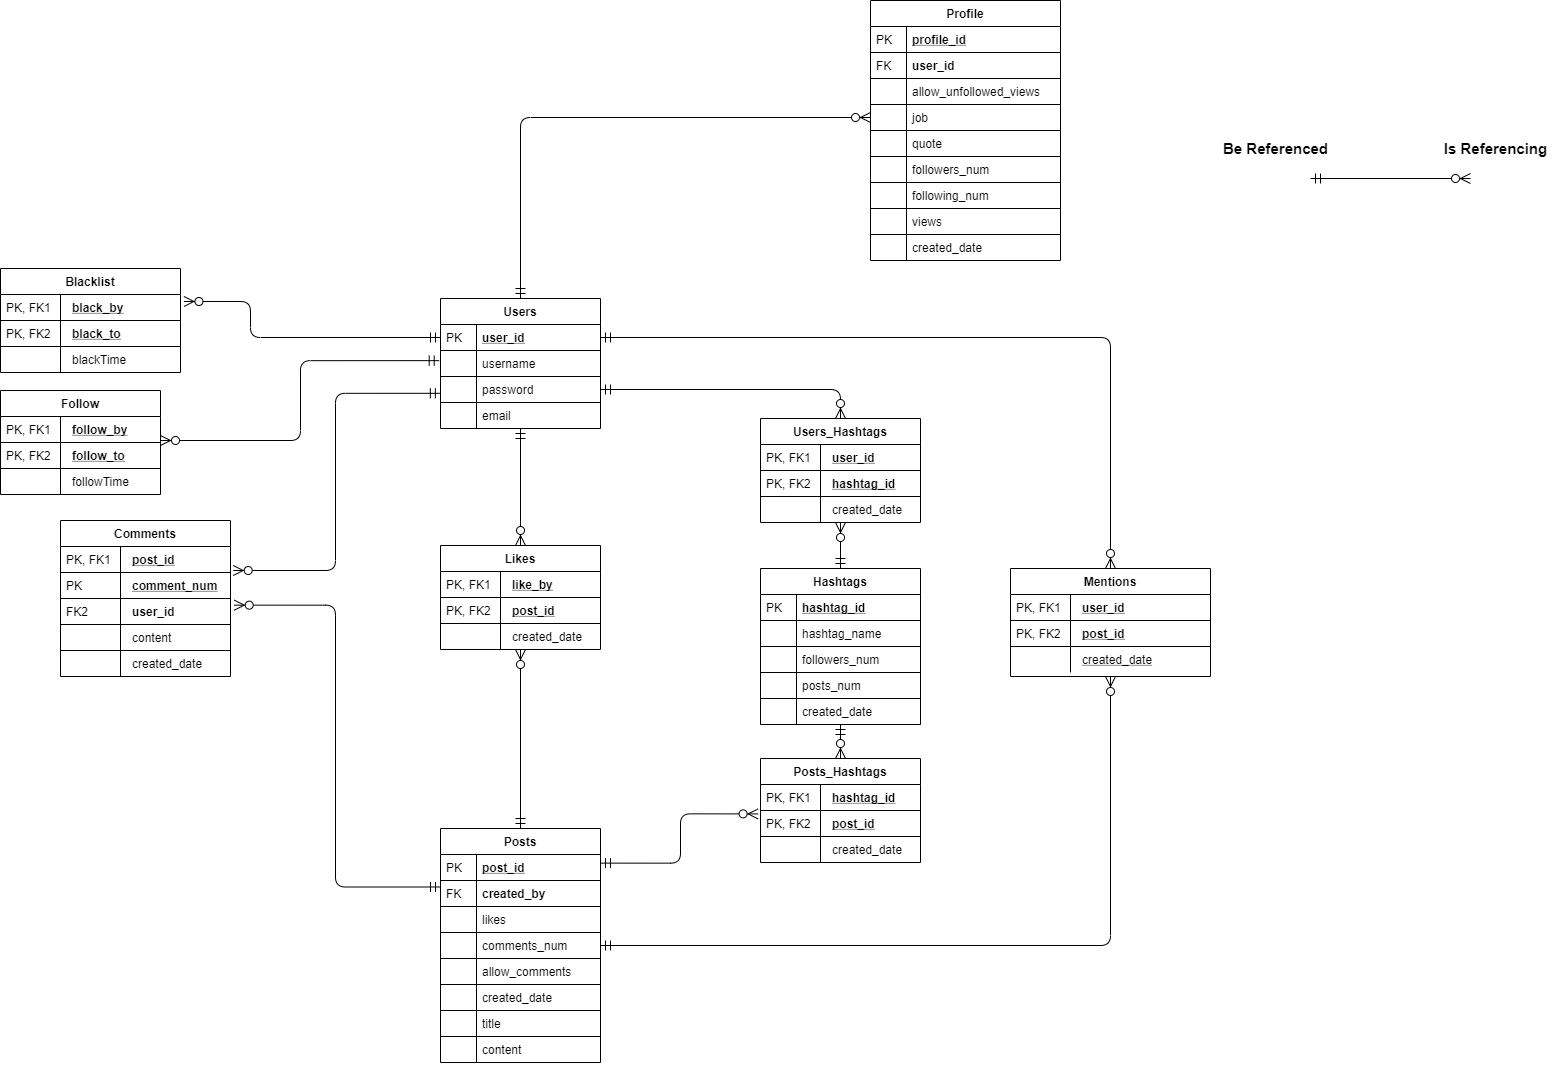 Profile
PK profile_id
FK user_id
allow_unfollowed_views
job
quote
followers_num
following_num
views
created_date
Be Referenced
Is Referencing
Blacklist
PK, FK1 black_by
PK, FK2 black_to
blackTime
Users
PK user_id
username
password
email
Follow
PK, FK1 follow_by
PK, FK2 follow_to
followTime
Users_Hashtags
PK, FK1 user_id
PK, FK2 hashtag_id
created_date
Comments
PK, FK1 post_id
PK comment_num
FK2 user_id
content
created_date
Likes
PK, FK1 like_by
PK, FK2 post_id
created_date
Hashtags
PK hashtag_id
hashtag_name
followers_num
posts_num
created_date
Mentions
PK, FK1 user_id
PK, FK2 post_id
created_date
Posts_Hashtags
PK, FK1 hashtag_id
PK, FK2 post_id
created_date
Posts
PK post_id
FK created_by
likes
comments_num
allow_comments
created_date
title
content